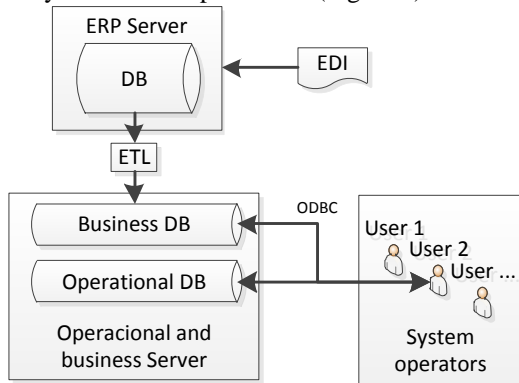 ERP Server
DB
EDI
ETL
Business DB
Operational DB
Operacional and
business Server
ODBC
User 1
User 2
User ...
System
operators